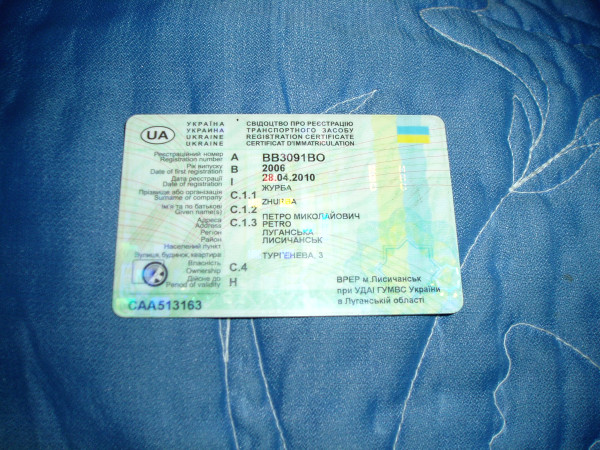 УКРАЇНА
УКРАИНА
UKRAINE
UKRAINE
UA
СВІДОЦТВО ПРО РЕЄСТРАЦІЮ
ТРАНСПОРТНОГО ЗАСОБУ
REGISTRATION CERTIFICATE
CERTIFICAT D'IMMATRICULATION
Реєстраційний номер
Registration number A BB3091BO
Рік випуску
Date of first registration B 2006
Дата реєстрації
Date of registration I 28.04.2010
Прізвище або організація ЖУРБА
Surname or company C.1.1 ZHURBA
Ім'я та по батькові ПЕТРО МИКОЛАЙОВИЧ
Given name(s) C.1.2 PETRO
Адреса
Address C.1.3
Регіон ЛУГАНСЬКА
Район ЛИСИЧАНСЬК
Населений пункт
Вулиця, будинок, квартира ТУРГЕНЕВА, 3
Власність
Ownership C.4
Дійсне до
Period of validity H
ВРЕР м.Лисичанськ
при УДАІ ГУМВС України
в Луганській області
CAA513163